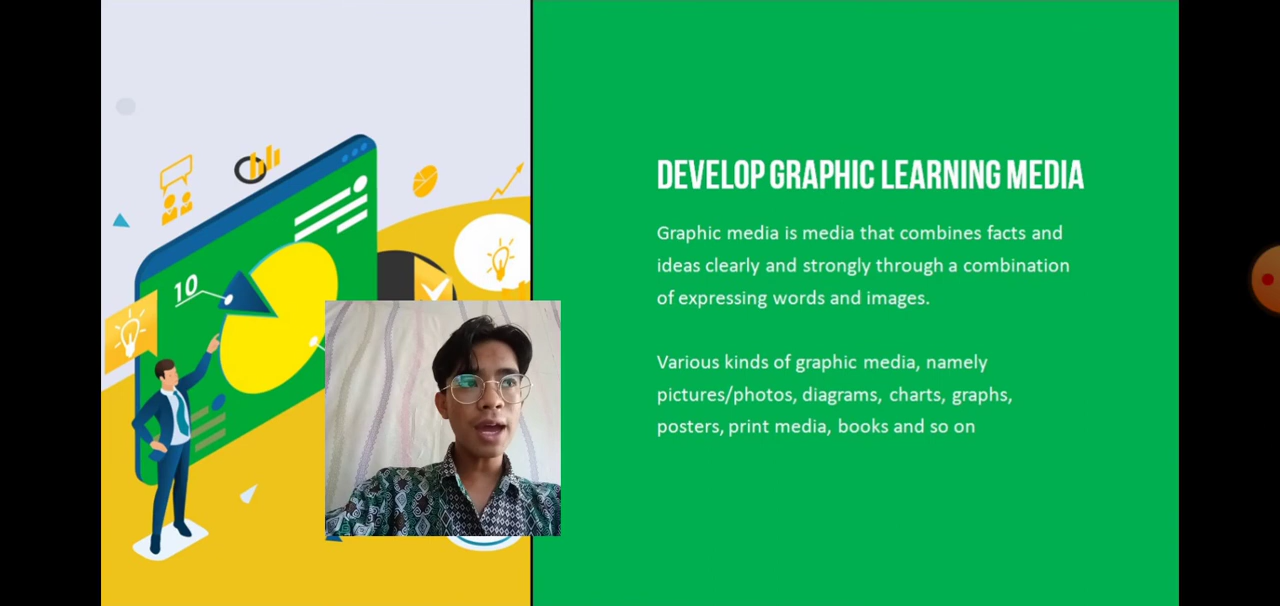 10
DEVELOP GRAPHIC LEARNING MEDIA
Graphic media is media that combines facts and
ideas clearly and strongly through a combination
of expressing words and images.
Various kinds of graphic media, namely
pictures/photos, diagrams, charts, graphs,
posters, print media, books and so on